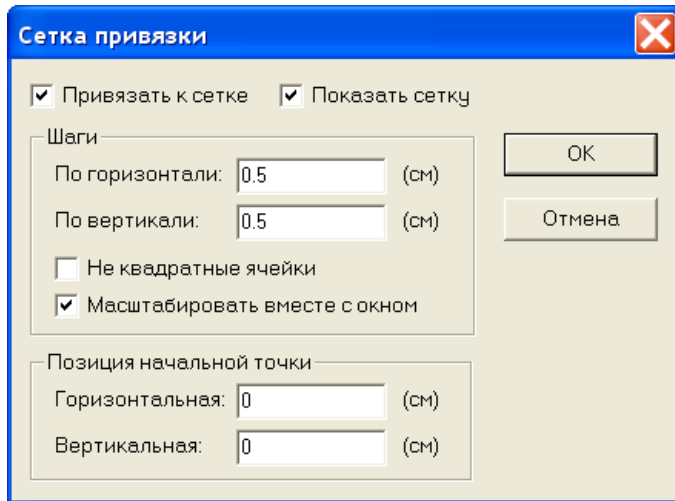 Сетка привязки
Привязать к сетке Показать сетку
Шаги
По горизонтали: 0.5 (см)
По вертикали: 0.5 (см)
Не квадратные ячейки
Масштабировать вместе с окном
OK
Отмена
Позиция начальной точки
Горизонтальная: 0 (см)
Вертикальная: 0 (см)